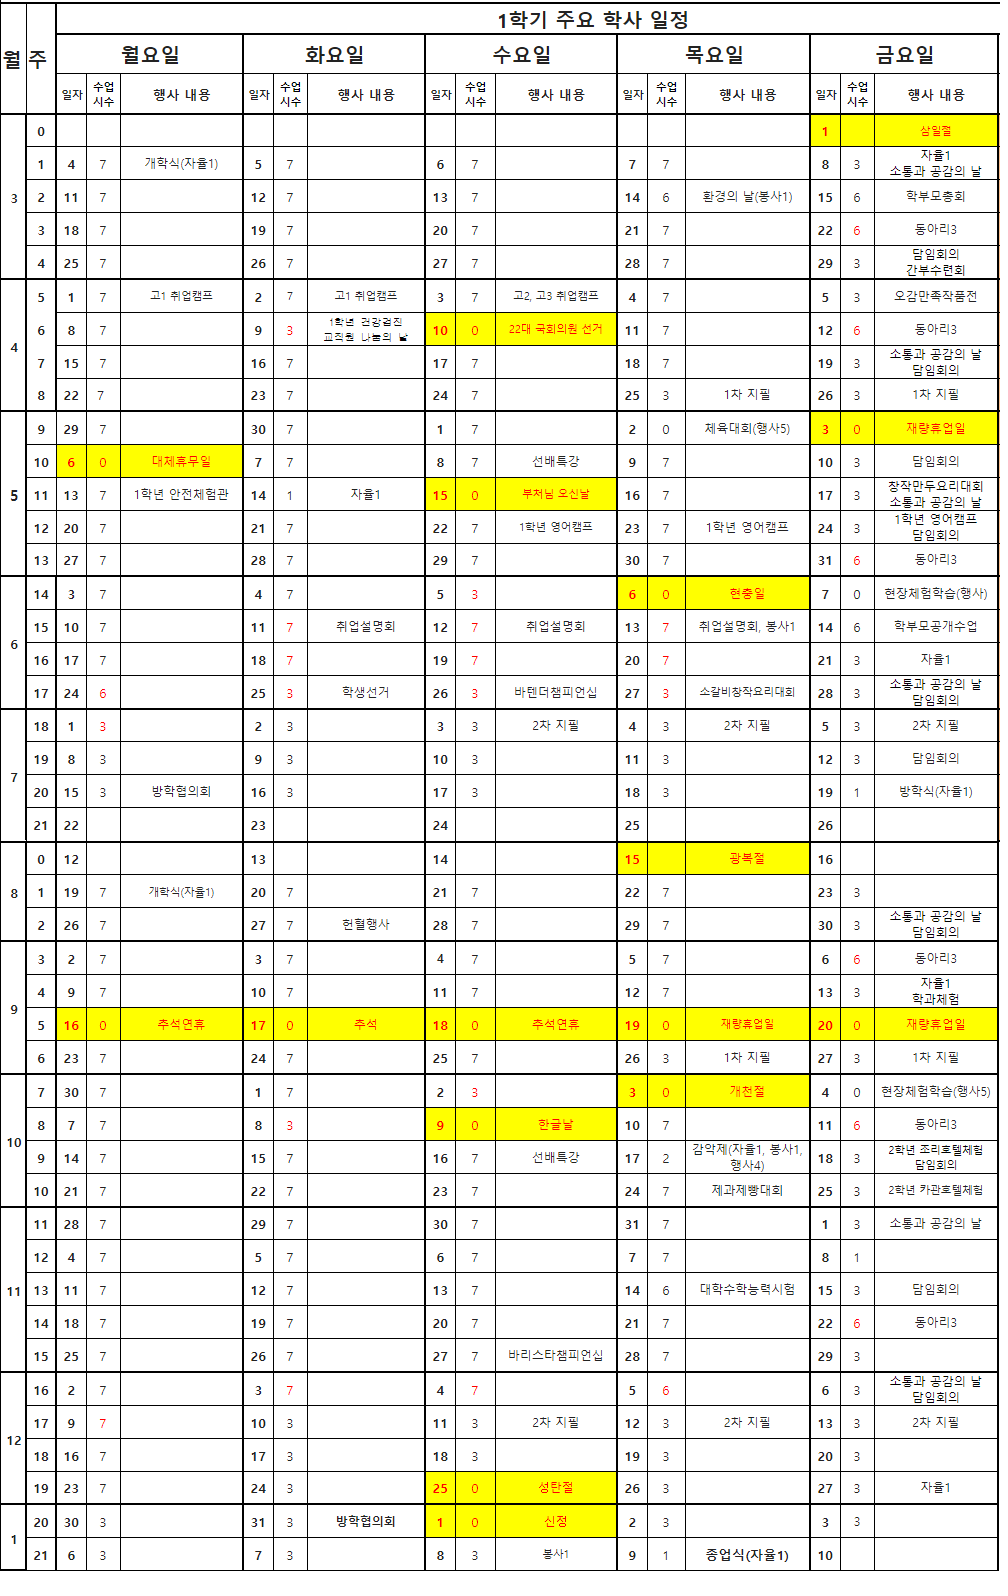 1학기 주요 학사 일정
월 주 월요일 화요일 수요일 목요일 금요일
일자 수업시수 행사 내용 일자 수업시수 행사 내용 일자 수업시수 행사 내용 일자 수업시수 행사 내용 일자 수업시수 행사 내용
3
0 1 삼일절
1 4 7 개학식(자율1) 5 7 6 7 7 7 8 3 자율1 소통과 공감의 날
2 11 7 12 7 13 7 14 6 환경의 날(봉사1) 15 6 학부모총회
3 18 7 19 7 20 7 21 7 22 6 동아리3
4 25 7 26 7 27 7 28 7 29 3 담임회의 간부수련회
4
5 1 7 고1 취업캠프 2 7 고1 취업캠프 3 7 고2, 고3 취업캠프 4 7 5 3 오감만족작품전
6 8 7 9 3 1학년 건강검진 교직원 나눔의 날 10 0 22대 국회의원 선거 11 7 12 6 동아리3
7 15 7 16 7 17 7 18 7 19 3 소통과 공감의 날 담임회의
8 22 7 23 7 24 7 25 3 1차 지필 26 3 1차 지필
5
9 29 7 30 7 1 7 2 0 체육대회(행사5) 3 0 재량휴업일
10 6 0 대체휴무일 7 7 8 7 선배특강 9 7 10 3 담임회의
11 13 7 1학년 안전체험관 14 1 자율1 15 0 부처님 오신날 16 7 17 3 창작만두요리대회 소통과 공감의 날
12 20 7 21 7 22 7 1학년 영어캠프 23 7 1학년 영어캠프 24 3 1학년 영어캠프 담임회의
13 27 7 28 7 29 7 30 7 31 6 동아리3
6
14 3 7 4 7 5 3 6 0 현충일 7 0 현장체험학습(행사)
15 10 7 11 7 취업설명회 12 7 취업설명회 13 7 취업설명회, 봉사1 14 6 학부모공개수업
16 17 7 18 7 19 7 20 7 21 3 자율1
17 24 6 25 3 학생선거 26 3 바텐더챔피언십 27 3 소갈비창작요리대회 28 3 소통과 공감의 날 담임회의
7
18 1 3 2 3 3 3 2차 지필 4 3 2차 지필 5 3 2차 지필
19 8 3 9 3 10 3 11 3 12 3 담임회의
20 15 3 방학협의회 16 3 17 3 18 3 19 1 방학식(자율1)
21 22 23 24 25 26
8
0 12 13 14 15 광복절 16
1 19 7 개학식(자율1) 20 7 21 7 22 7 23 3
2 26 7 27 7 헌혈행사 28 7 29 7 30 3 소통과 공감의 날 담임회의
9
3 2 7 3 7 4 7 5 7 6 6 동아리3
4 9 7 10 7 11 7 12 7 13 3 자율1 학과체험
5 16 0 추석연휴 17 0 추석 18 0 추석연휴 19 0 재량휴업일 20 0 재량휴업일
6 23 7 24 7 25 7 26 3 1차 지필 27 3 1차 지필
10
7 30 7 1 7 2 3 3 0 개천절 4 0 현장체험학습(행사5)
8 7 7 8 3 9 0 한글날 10 7 11 6 동아리3
9 14 7 15 7 16 7 선배특강 17 2 감악제(자율1, 봉사1, 행사4) 18 3 2학년 조리호텔체험 담임회의
10 21 7 22 7 23 7 24 7 제과제빵대회 25 3 2학년 카관호텔체험
11
11 28 7 29 7 30 7 31 7 1 3 소통과 공감의 날
12 4 7 5 7 6 7 7 7 8 1
13 11 7 12 7 13 7 14 6 대학수학능력시험 15 3 담임회의
14 18 7 19 7 20 7 21 7 22 6 동아리3
15 25 7 26 7 27 7 바리스타챔피언십 28 7 29 3
12
16 2 7 3 7 4 7 5 6 6 3 소통과 공감의 날 담임회의
17 9 7 10 3 11 3 2차 지필 12 3 2차 지필 13 3 2차 지필
18 16 7 17 3 18 3 19 3 20 3
19 23 7 24 3 25 0 성탄절 26 3 27 3 자율1
1
20 30 3 31 3 방학협의회 1 0 신정 2 3 3 3
21 6 3 7 3 8 3 봉사1 9 1 종업식(자율1) 10